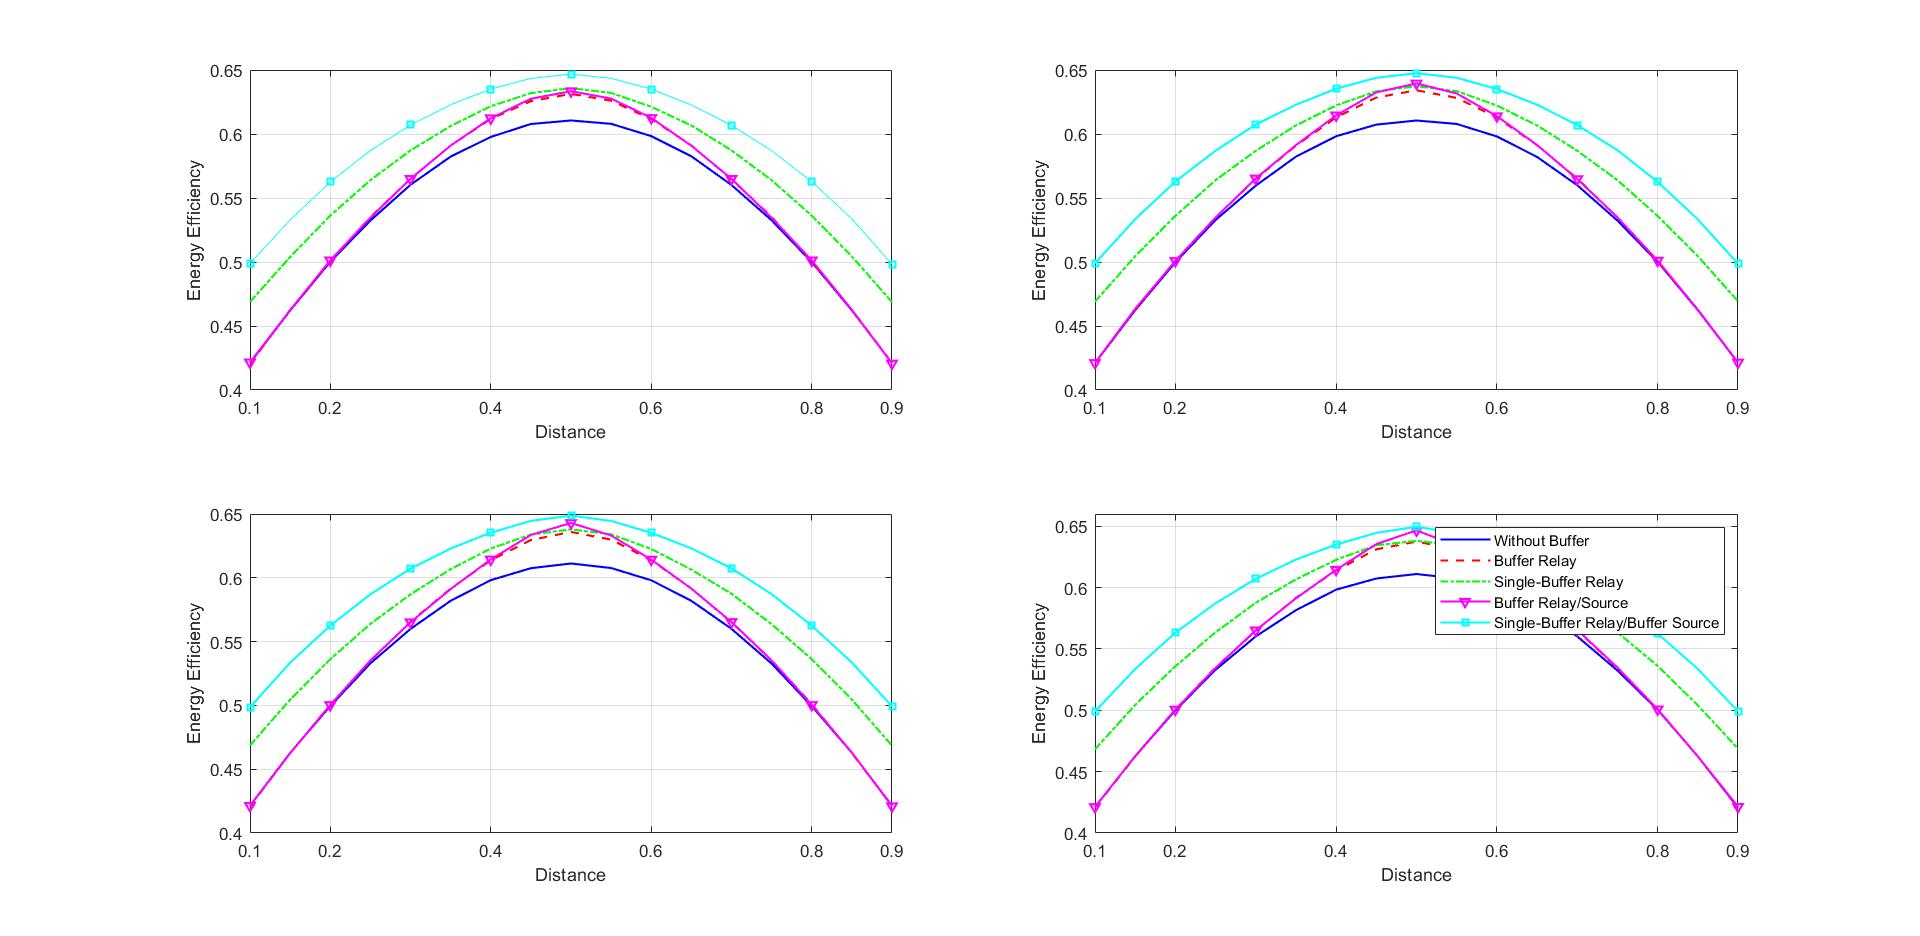 0.65
0.6
0.55
0.5
0.45
0.4
Energy Efficiency
0.1 0.2 0.4 0.6 0.8 0.9
Distance
0.65
0.6
0.55
0.5
0.45
0.4
Energy Efficiency
0.1 0.2 0.4 0.6 0.8 0.9
Distance
0.65
0.6
0.55
0.5
0.45
0.4
Energy Efficiency
0.1 0.2 0.4 0.6 0.8 0.9
Distance
0.65
0.6
0.55
0.5
0.45
0.4
Energy Efficiency
0.1 0.2 0.4 0.6 0.8 0.9
Distance
Without Buffer
Buffer Relay
Single-Buffer Relay
Buffer Relay/Source
Single-Buffer Relay/Buffer Source